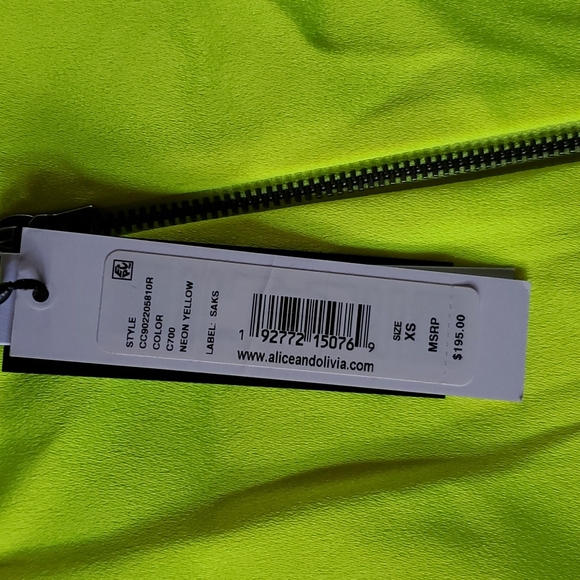 STYLE
CC902205810R
COLOR
C700
NEON YELLOW
LABEL: SAKS
1 92772 15076 9
www.aliceandolivia.com
SIZE
XS
MSRP
$195.00